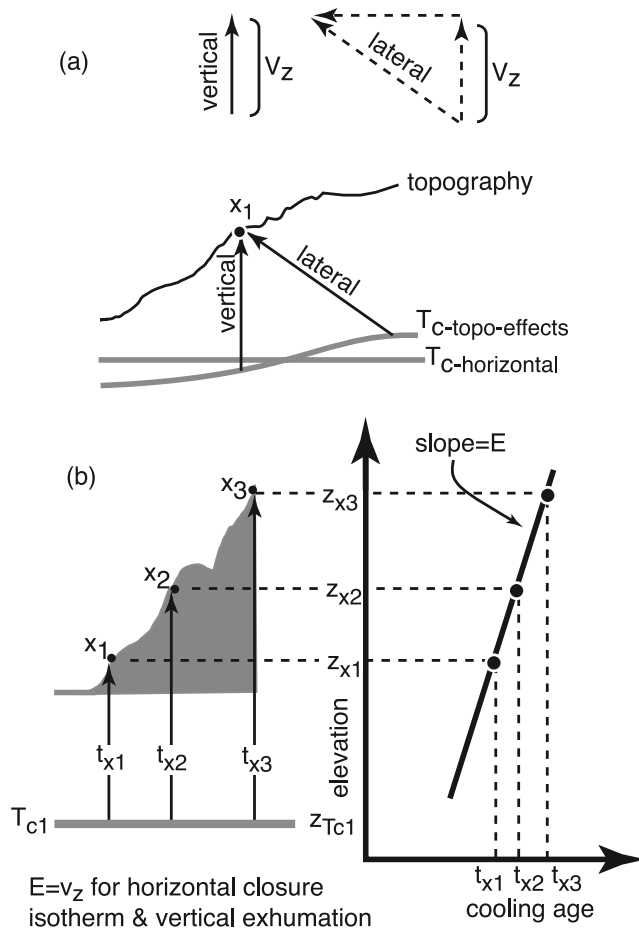 (a)
vertical
Vz
lateral
Vz
topography
x1
vertical
lateral
Tc-topo-effects
Tc-horizontal
(b)
slope=E
x3
zx3
x2
zx2
x1
zx1
elevation
tx1
tx2
tx3
Tc1
zTc1
tx1 tx2 tx3
cooling age
E=vz for horizontal closure
isotherm & vertical exhumation